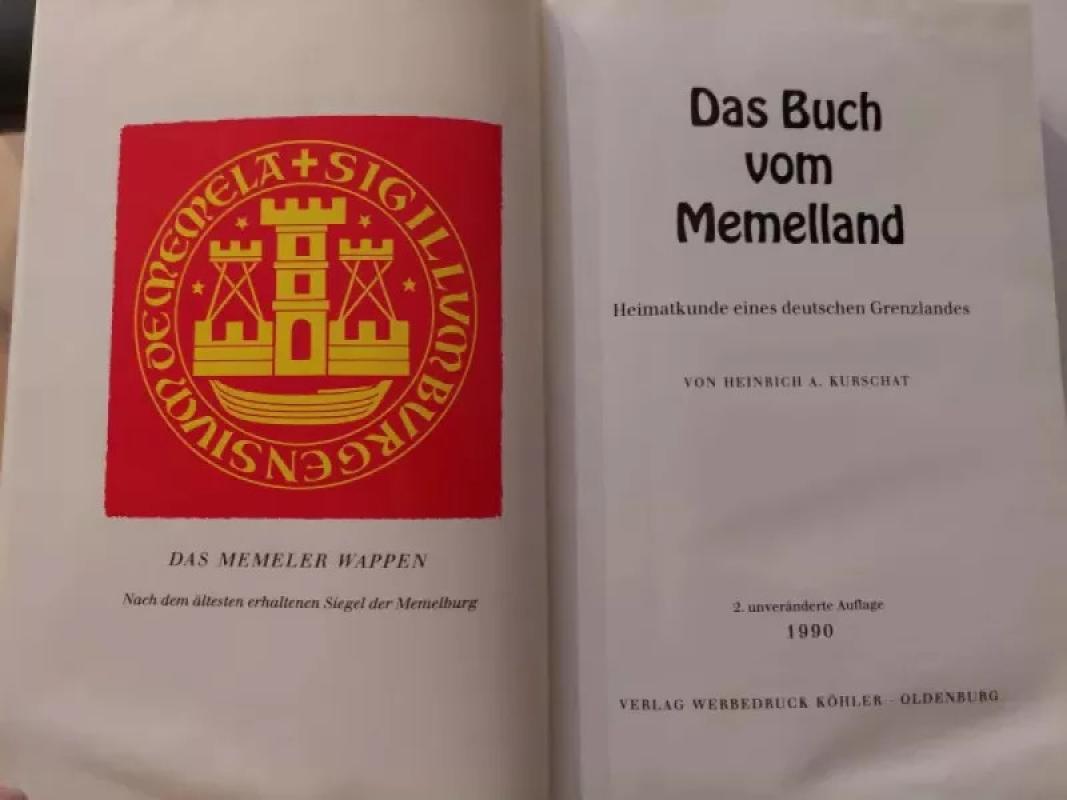 + SIGILLVM BVRGENSIVM DE MEMELA
DAS MEMELER WAPPEN
Nach dem ältesten erhaltenen Siegel der Memelburg
Das Buch
vom
Memelland
Heimatkunde eines deutschen Grenzlandes
VON HEINRICH A. KURSCHAT
2. unveränderte Auflage
1990
VERLAG WERBEDRUCK KÖHLER - OLDENBURG